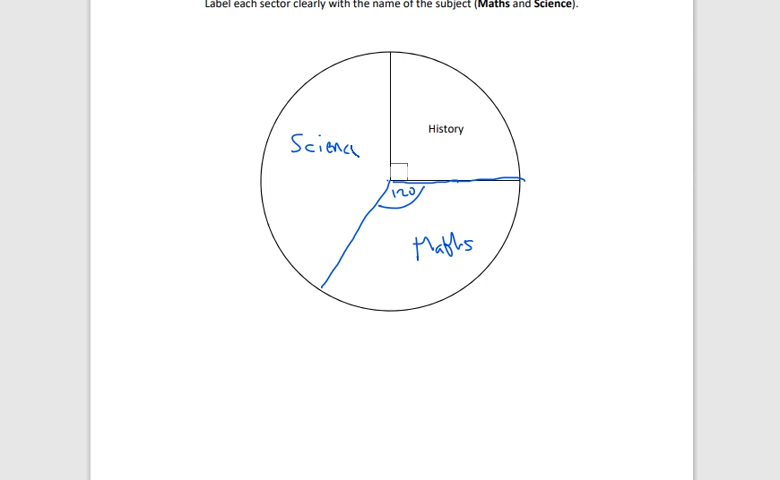 Label each sector clearly with the name of the subject (Maths and Science).
History
Science
120
Maths